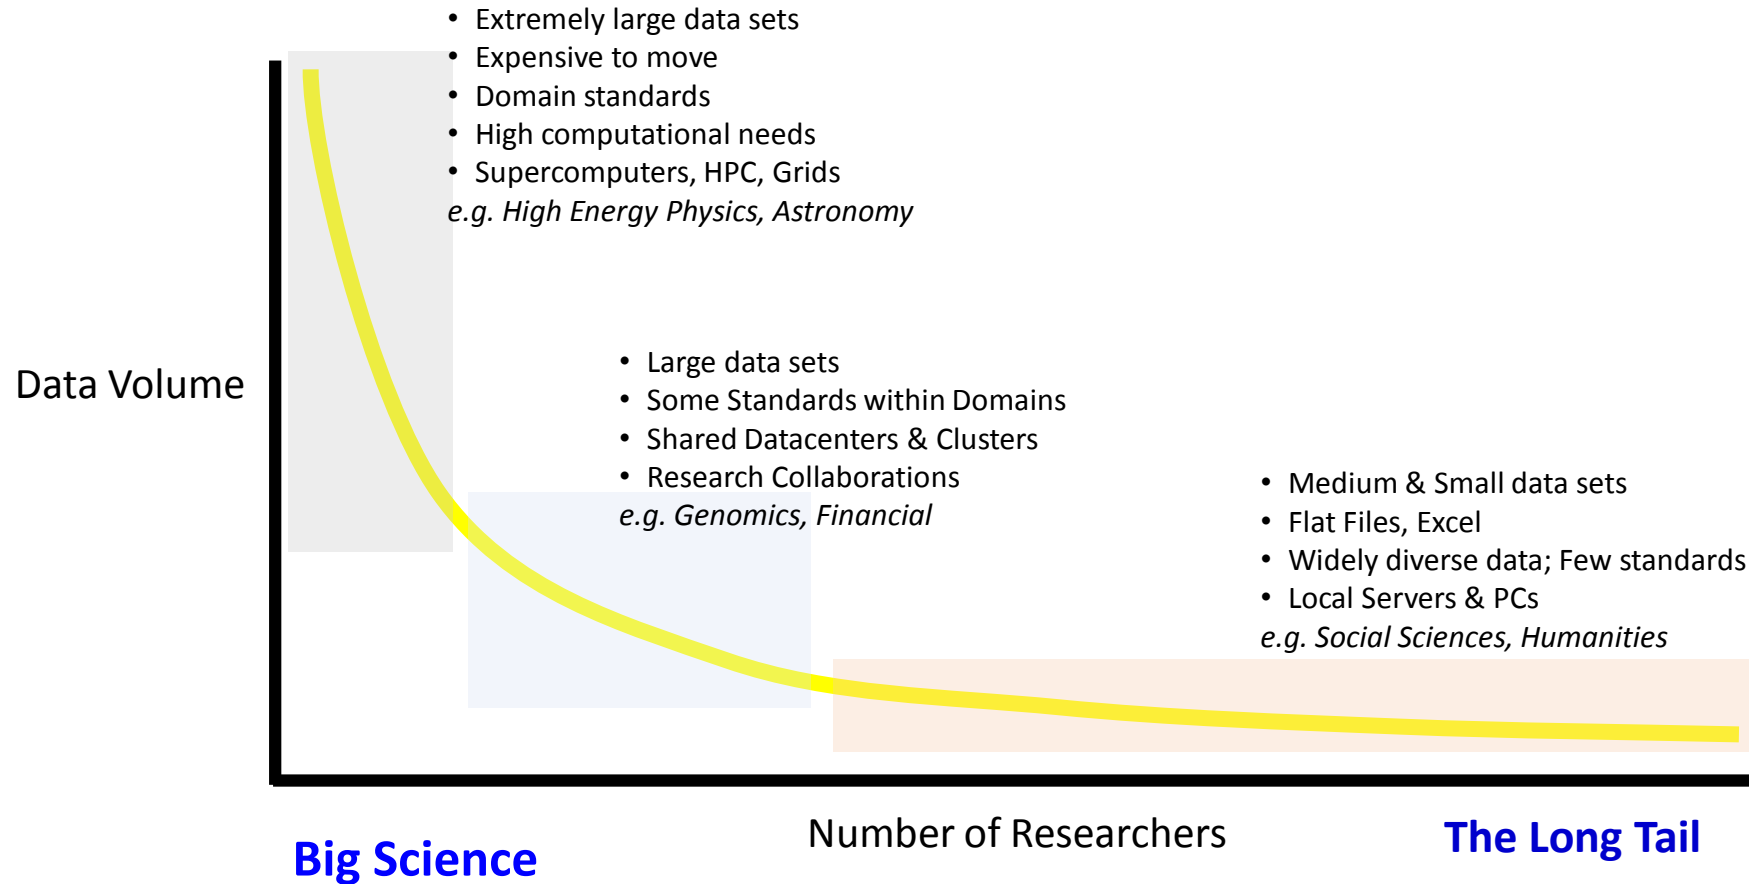 • Extremely large data sets
• Expensive to move
• Domain standards
• High computational needs
• Supercomputers, HPC, Grids
e.g. High Energy Physics, Astronomy
Data Volume
• Large data sets
• Some Standards within Domains
• Shared Datacenters & Clusters
• Research Collaborations
e.g. Genomics, Financial
• Medium & Small data sets
• Flat Files, Excel
• Widely diverse data; Few standards
• Local Servers & PCs
e.g. Social Sciences, Humanities
Big Science
Number of Researchers
The Long Tail